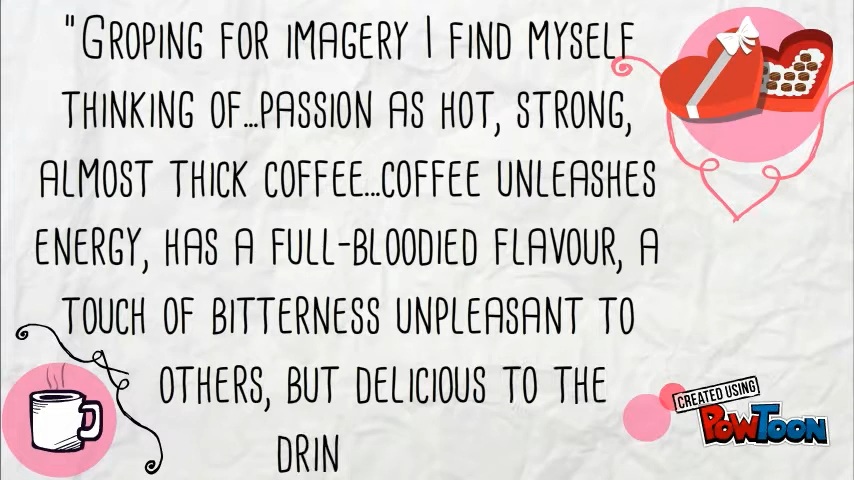 "GROPING FOR IMAGERY I FIND MYSELF
THINKING OF...PASSION AS HOT, STRONG,
ALMOST THICK COFFEE...COFFEE UNLEASHES
ENERGY, HAS A FULL-BLOODIED FLAVOUR, A
TOUCH OF BITTERNESS UNPLEASANT TO
OTHERS, BUT DELICIOUS TO THE
DRIN
CREATED USING
POWTOON